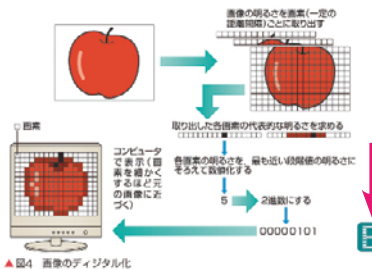 画像の明るさを画素(一定の
距離間隔)ごとに取り出す
取り出した各画素の代表的な明るさを求める
各画素の明るさを、最も近い段階値の明るさに
そろえて数値化する
5
2進数にする
00000101
画素
コンピュータ
で表示(画
素を細かく
するほど元
の画像に近
づく)
▲図4 画像のディジタル化